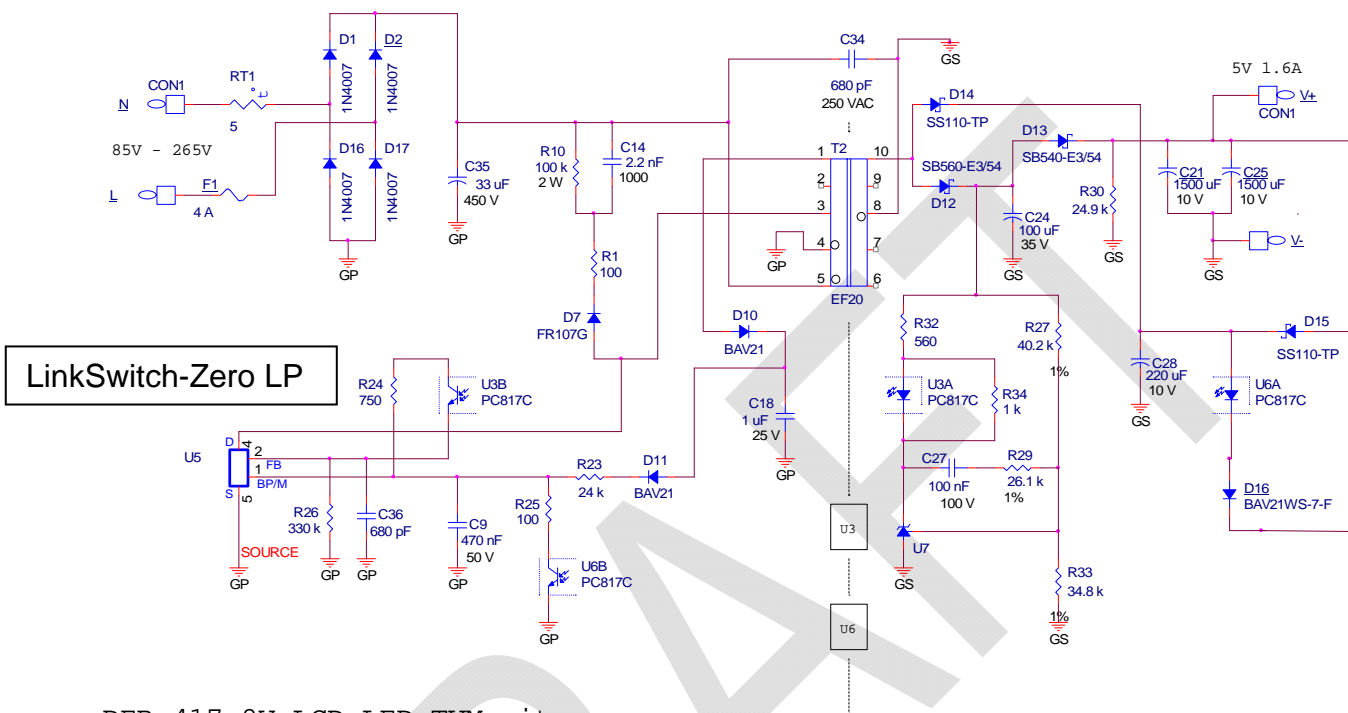 D1
D2
C34
GS
5V 1.6A
CON1
RT1
t
1N4007
1N4007
680 pF
250 VAC
D14
V+
CON1
N
5
SS110-TP
85V - 265V
D16
D17
R10
100 k
2 W
C14
2.2 nF
1000
T2
1
10
D13
SB560-E3/54
SB540-E3/54
C35
33 uF
450 V
2
9
C21
1500 uF
10 V
C25
1500 uF
10 V
L
F1
4 A
1N4007
1N4007
3
8
D12
R30
24.9 k
C24
100 uF
35 V
GP
GP
4
7
GP
GS
GS
GS
V-
R1
100
5
6
EF20
D7
FR107G
D10
BAV21
R32
560
R27
40.2 k
1%
D15
SS110-TP
LinkSwitch-Zero LP
R24
750
U3B
PC817C
U3A
PC817C
R34
1 k
C28
220 uF
10 V
U6A
PC817C
C18
1 uF
25 V
GS
U5
D
4
2
FB
1
BP/M
S
5
GP
R23
24 k
D11
BAV21
C27
100 nF
100 V
R29
26.1 k
1%
D16
BAV21WS-7-F
R26
330 k
C36
680 pF
C9
470 nF
50 V
R25
100
U3
U7
SOURCE
GP
GP
GP
GP
U6B
PC817C
GS
R33
34.8 k
1%
GP
U6
GS
DRAFT